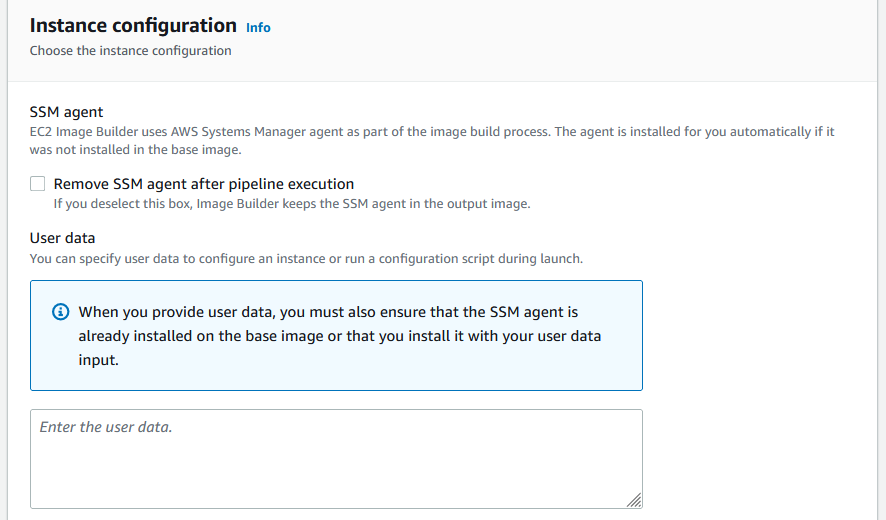 Instance configuration Info
Choose the instance configuration
SSM agent
EC2 Image Builder uses AWS Systems Manager agent as part of the image build process. The agent is installed for you automatically if it
was not installed in the base image.
Remove SSM agent after pipeline execution
If you deselect this box, Image Builder keeps the SSM agent in the output image.
User data
You can specify user data to configure an instance or run a configuration script during launch.
When you provide user data, you must also ensure that the SSM agent is
already installed on the base image or that you install it with your user data
input.
Enter the user data.